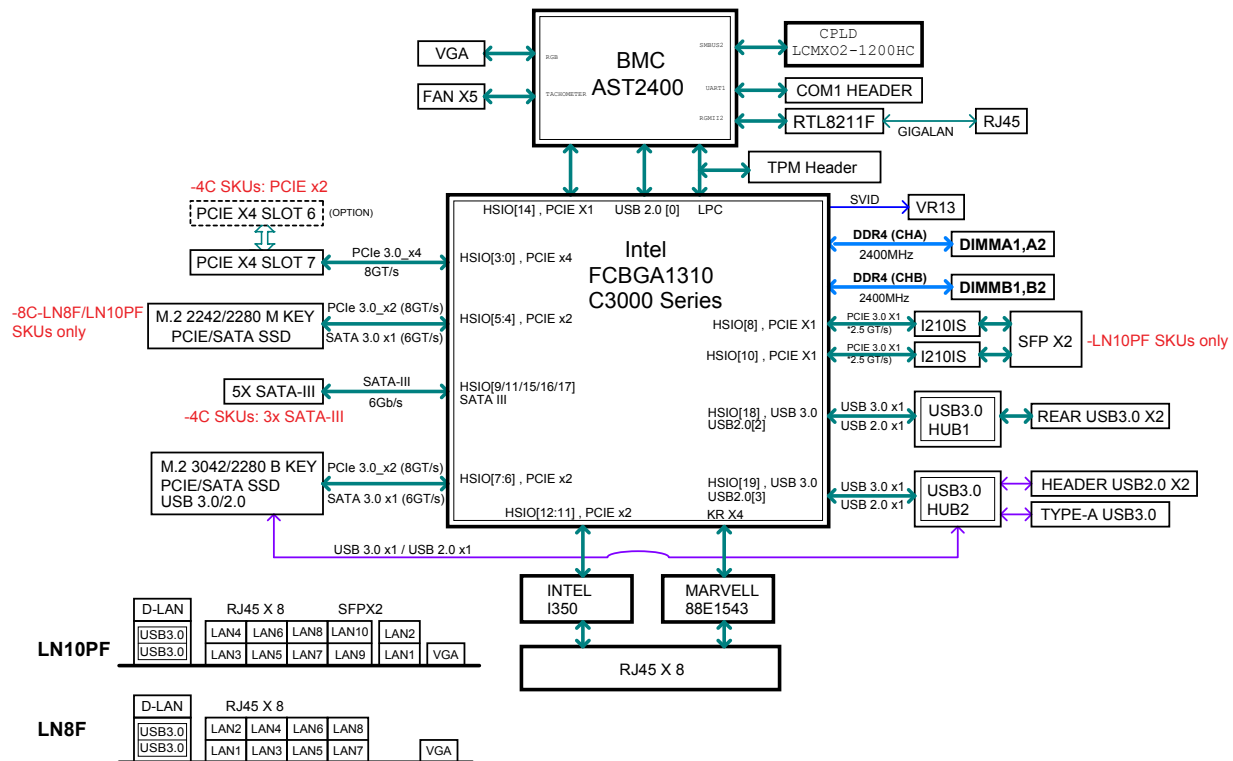 BMC
AST2400
RGB
TACHOMETER
SMBUS2
UART1
RGMII2
VGA
FAN X5
CPLD
LCMXO2-1200HC
COM1 HEADER
RTL8211F
GIGALAN
RJ45
TPM Header
-4C SKUs: PCIE x2
PCIE X4 SLOT 6
(OPTION)
PCIE X4 SLOT 7
PCIe 3.0_x4
8GT/s
HSIO[14] , PCIE X1
USB 2.0 [0]
LPC
Intel
FCBGA1310
C3000 Series
SVID
VR13
HSIO[3:0] , PCIE x4
DDR4 (CHA)
2400MHz
DIMMA1,A2
DDR4 (CHB)
2400MHz
DIMMB1,B2
-8C-LN8F/LN10PF
SKUs only
M.2 2242/2280 M KEY
PCIE/SATA SSD
PCIe 3.0_x2 (8GT/s)
SATA 3.0 x1 (6GT/s)
HSIO[5:4] , PCIE x2
HSIO[8] , PCIE X1
PCIE 3.0 X1
*2.5 GT/s)
I210IS
HSIO[10] , PCIE X1
PCIE 3.0 X1
*2.5 GT/s)
I210IS
SFP X2
-LN10PF SKUs only
5X SATA-III
SATA-III
6Gb/s
-4C SKUs: 3x SATA-III
HSIO[9/11/15/16/17]
SATA III
HSIO[18] , USB 3.0
USB2.0[2]
USB 3.0 x1
USB 2.0 x1
USB3.0
HUB1
REAR USB3.0 X2
M.2 3042/2280 B KEY
PCIE/SATA SSD
USB 3.0/2.0
PCIe 3.0_x2 (8GT/s)
SATA 3.0 x1 (6GT/s)
HSIO[7:6] , PCIE x2
HSIO[19] , USB 3.0
USB2.0[3]
USB 3.0 x1
USB 2.0 x1
USB3.0
HUB2
HEADER USB2.0 X2
TYPE-A USB3.0
HSIO[12:11] , PCIE x2
KR X4
USB 3.0 x1 / USB 2.0 x1
INTEL
I350
MARVELL
88E1543
RJ45 X 8
LN10PF
D-LAN
RJ45 X 8
SFPX2
USB3.0
USB3.0
LAN4
LAN6
LAN8
LAN10
LAN2
LAN3
LAN5
LAN7
LAN9
LAN1
VGA
LN8F
D-LAN
RJ45 X 8
USB3.0
USB3.0
LAN2
LAN4
LAN6
LAN8
LAN1
LAN3
LAN5
LAN7
VGA